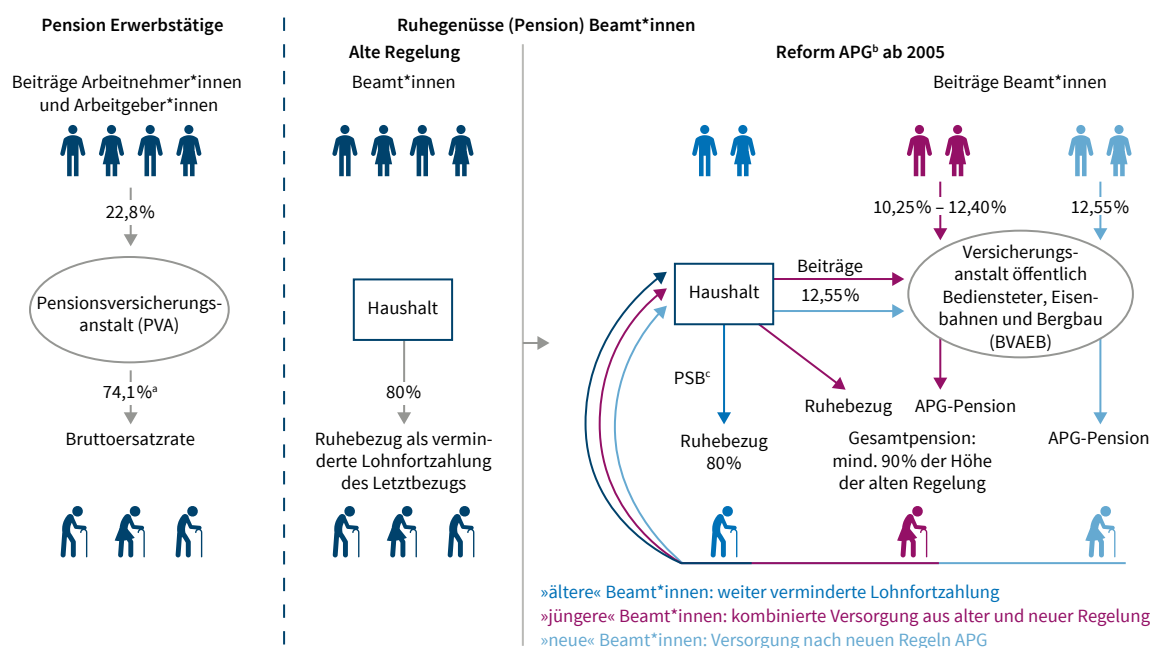 Pension Erwerbstätige
Beiträge Arbeitnehmer*innen
und Arbeitgeber*innen
22,8%
Pensionsversicherungs-
anstalt (PVA)
74,1%ᵃ
Bruttoersatzrate
Ruhegenüsse (Pension) Beamt*innen
Alte Regelung
Beamt*innen
Haushalt
80%
Ruhebezug als vermin-
derte Lohnfortzahlung
des Letztbezugs
Reform APGᵇ ab 2005
Beiträge Beamt*innen
10,25% – 12,40%
12,55%
Haushalt
Beiträge
12,55%
Versicherungs-
anstalt öffentlich
Bediensteter, Eisen-
bahnen und Bergbau
(BVAEB)
PSBᶜ
Ruhebezug
80%
Ruhebezug
APG-Pension
Gesamtpension:
mind. 90% der Höhe
der alten Regelung
APG-Pension
»ältere« Beamt*innen: weiter verminderte Lohnfortzahlung
»jüngere« Beamt*innen: kombinierte Versorgung aus alter und neuer Regelung
»neue« Beamt*innen: Versorgung nach neuen Regeln APG